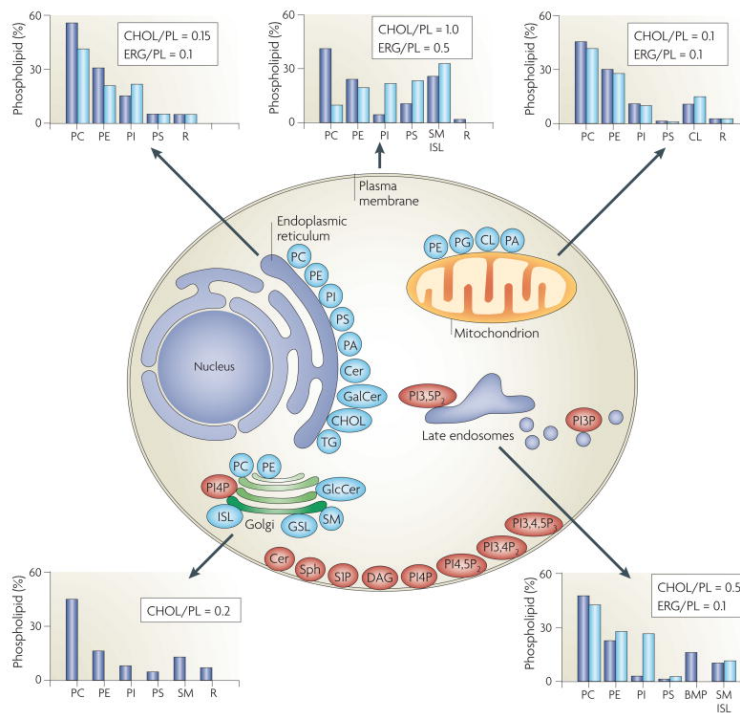 Phospholipid (%)
60
30
0
CHOL/PL = 0.15
ERG/PL = 0.1
PC PE PI PS R
Phospholipid (%)
60
30
0
CHOL/PL = 1.0
ERG/PL = 0.5
PC PE PI PS SM R
ISL
Phospholipid (%)
60
30
0
CHOL/PL = 0.1
ERG/PL = 0.1
PC PE PI PS CL R
Plasma
membrane
Endoplasmic
reticulum
PC
PE
PI
PS
PA
Cer
GalCer
CHOL
TG
Nucleus
PE PG CL PA
Mitochondrion
PI3,5P2
Late endosomes
PI3P
PC PE
PI4P
GlcCer
ISL
Golgi
GSL
SM
Cer
Sph
S1P
DAG
PI4P
PI4,5P2
PI3,4P2
PI3,4,5P3
Phospholipid (%)
60
30
0
CHOL/PL = 0.2
PC PE PI PS SM R
Phospholipid (%)
60
30
0
CHOL/PL = 0.5
ERG/PL = 0.1
PC PE PI PS BMP SM
ISL